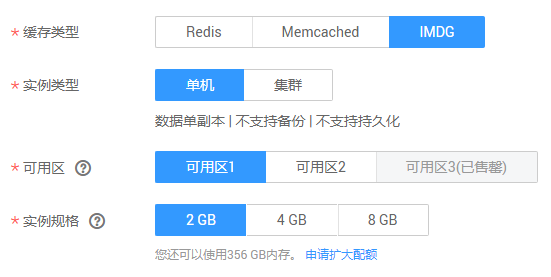 * 缓存类型 Redis Memcached IMDG
* 实例类型 单机 集群
数据单副本 | 不支持备份 | 不支持持久化
* 可用区 ? 可用区1 可用区2 可用区3(已售罄)
* 实例规格 ? 2 GB 4 GB 8 GB
您还可以使用356 GB内存。 申请扩大配额